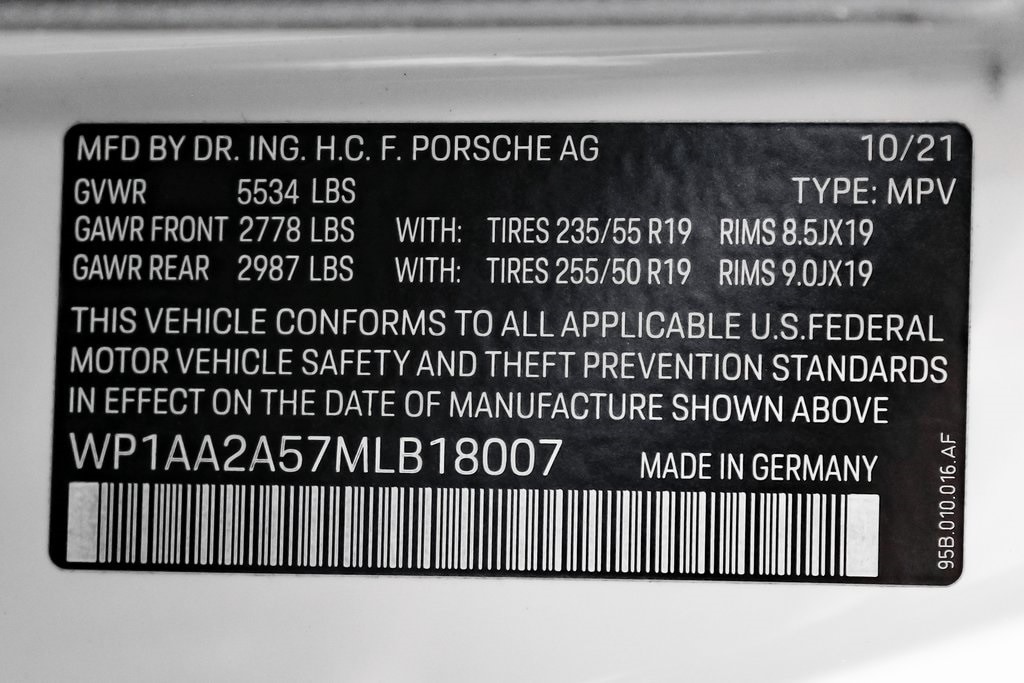 MFD BY DR. ING. H.C. F. PORSCHE AG 10/21
GVWR 5534 LBS TYPE: MPV
GAWR FRONT 2778 LBS WITH: TIRES 235/55 R19 RIMS 8.5JX19
GAWR REAR 2987 LBS WITH: TIRES 255/50 R19 RIMS 9.0JX19
THIS VEHICLE CONFORMS TO ALL APPLICABLE U.S.FEDERAL
MOTOR VEHICLE SAFETY AND THEFT PREVENTION STANDARDS
IN EFFECT ON THE DATE OF MANUFACTURE SHOWN ABOVE
WP1AA2A57MLB18007 MADE IN GERMANY
95B.010.016.AF